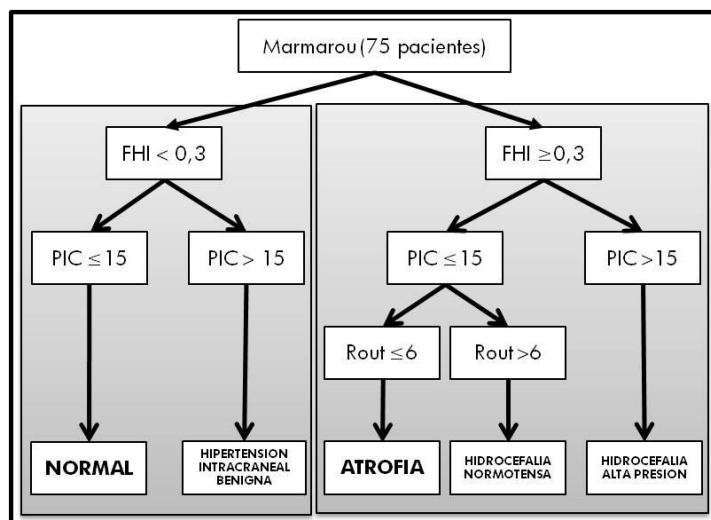 Marmarou (75 pacientes)
FHI < 0,3
FHI ≥0,3
PIC ≤ 15
PIC > 15
PIC ≤15
PIC >15
Rout ≤6
Rout >6
NORMAL
HIPERTENSION
INTRACRANEAL
BENIGNA
ATROFIA
HIDROCEFALIA
NORMOTENSA
HIDROCEFALIA
ALTA PRESION